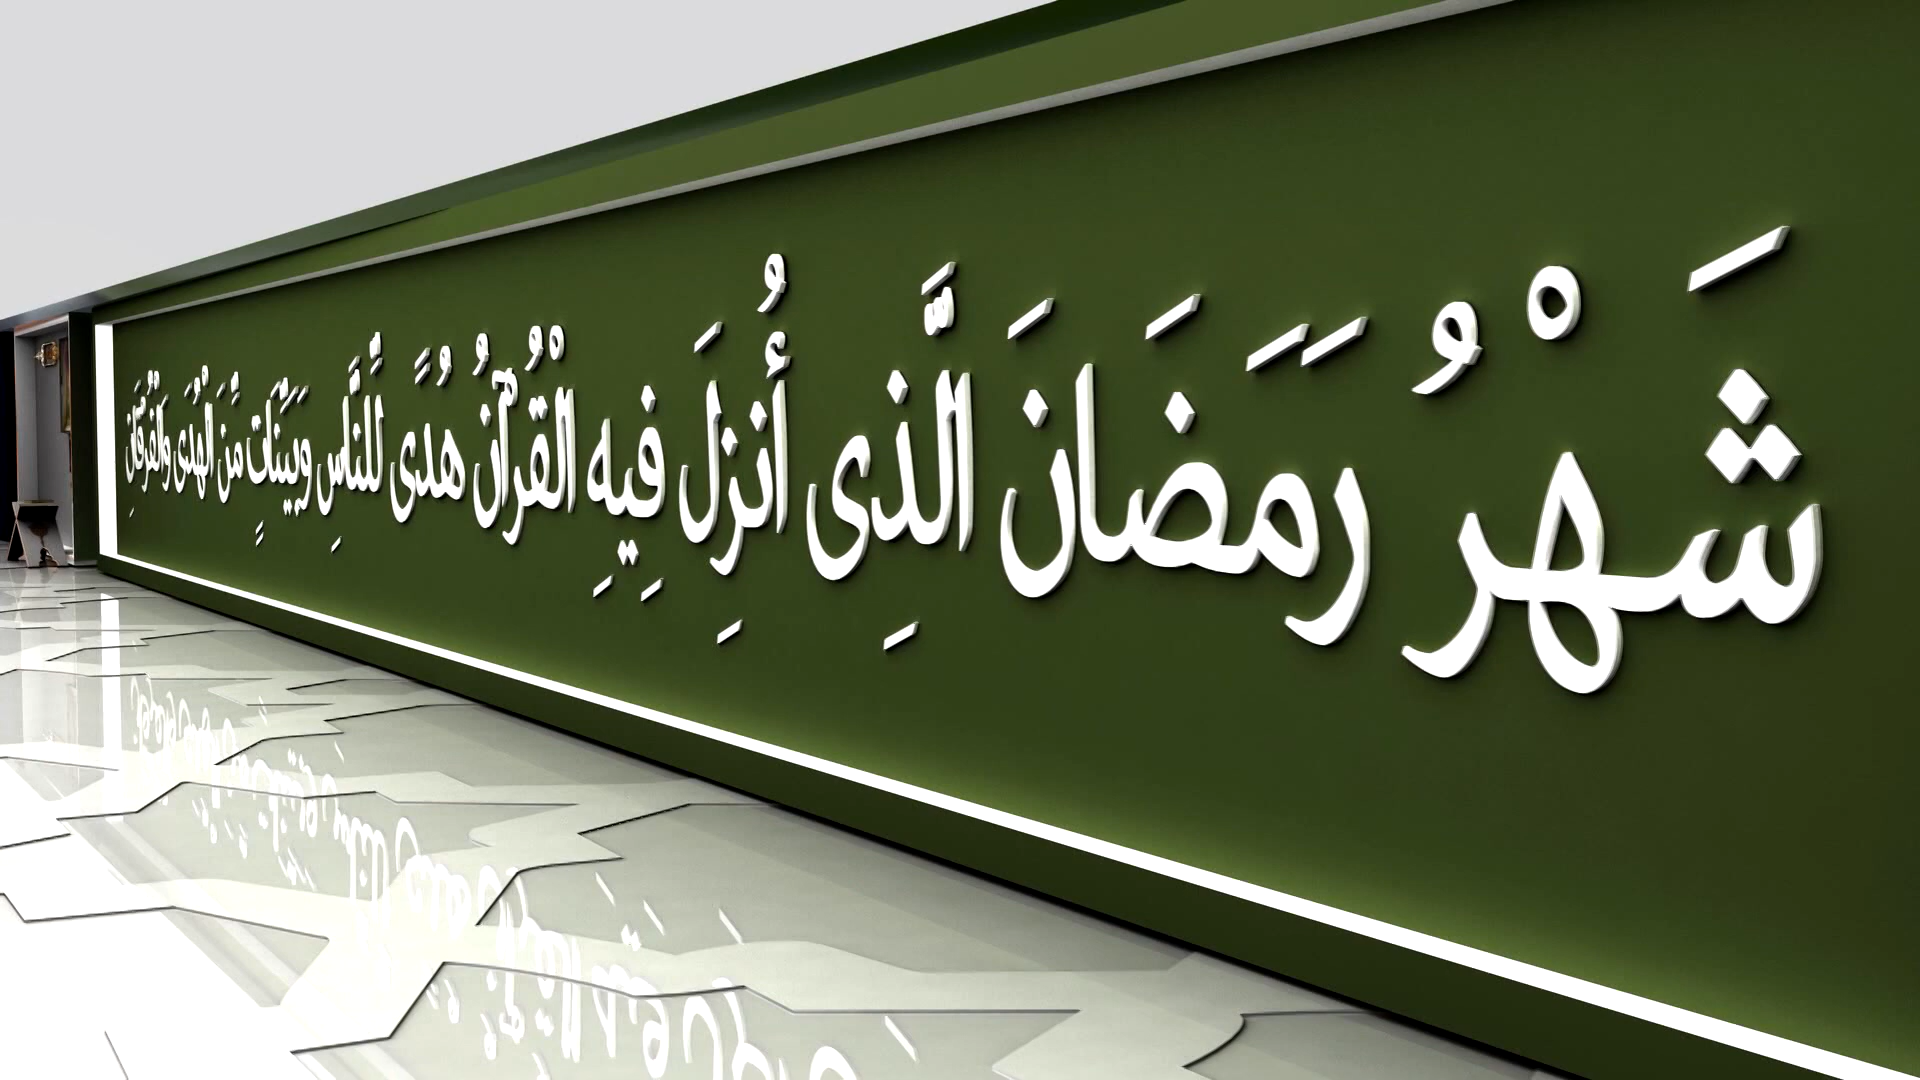 شَهْرُ رَمَضَانَ الَّذِى أُنزِلَ فِيهِ الْقُرْآنُ هُدًى لِّلنَّاسِ وَبَيِّنَاتٍ مِّنَ الْهُدَى وَالْفُرْقَانِ